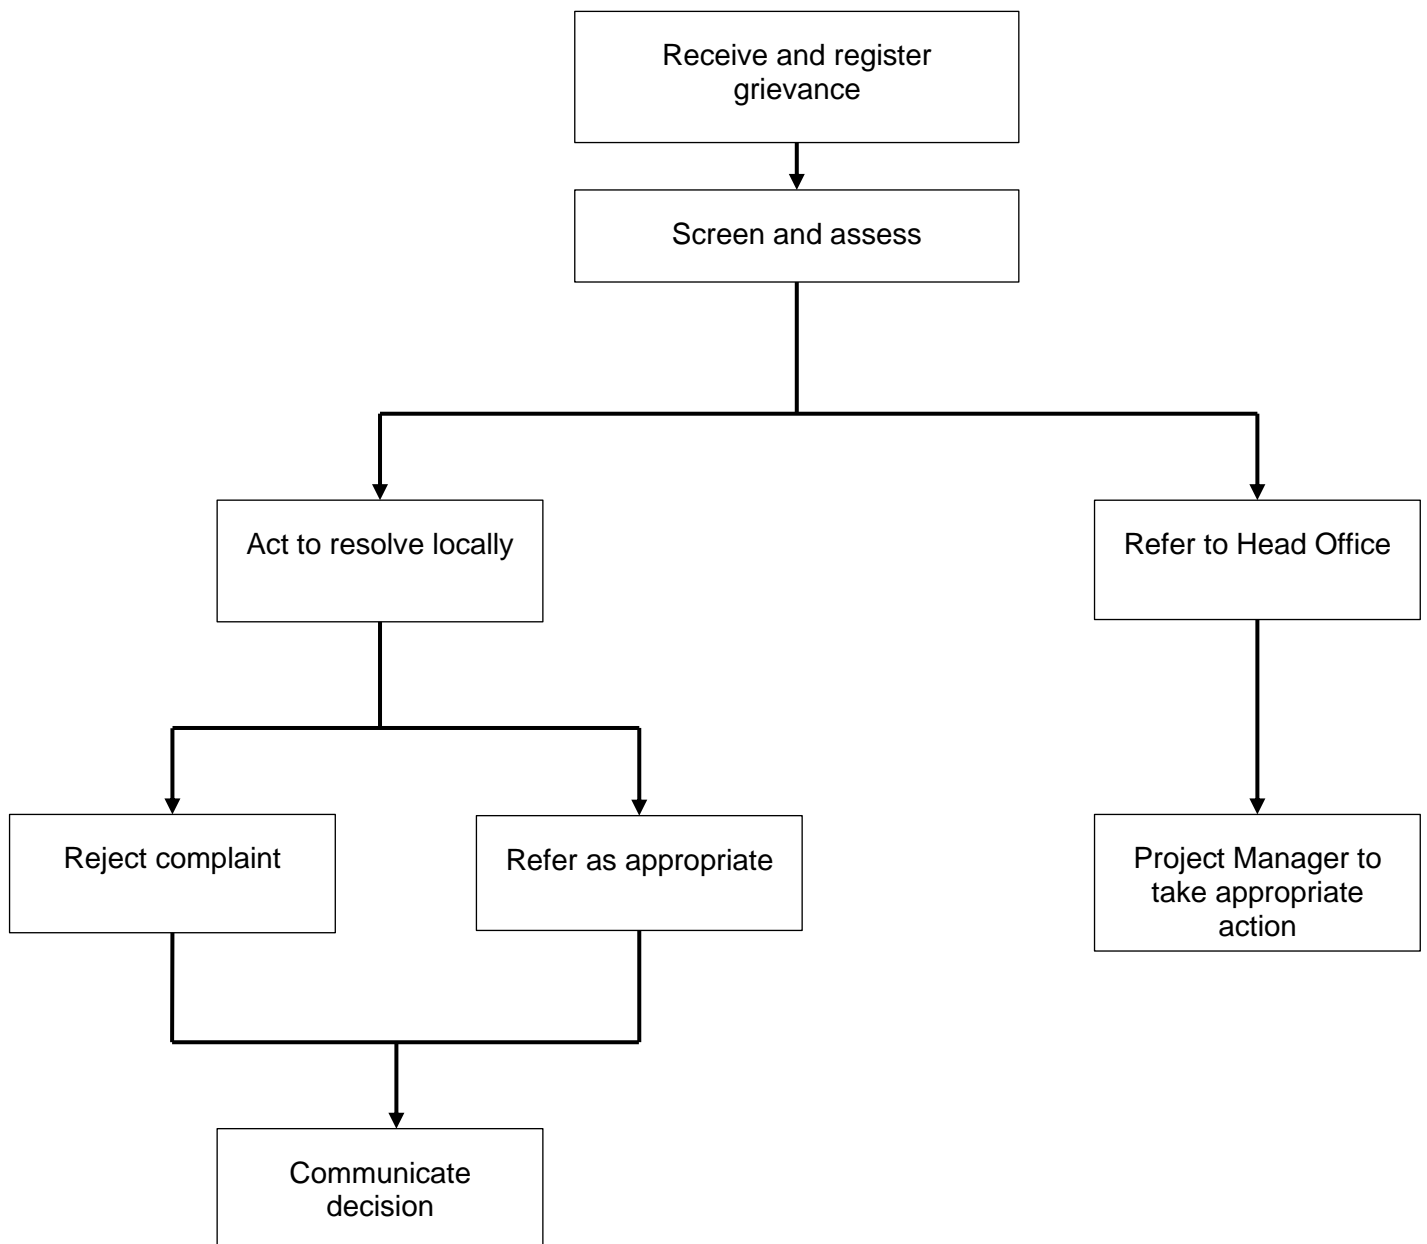 Receive and register
grievance
Screen and assess
Act to resolve locally
Refer to Head Office
Reject complaint
Refer as appropriate
Project Manager to
take appropriate
action
Communicate
decision